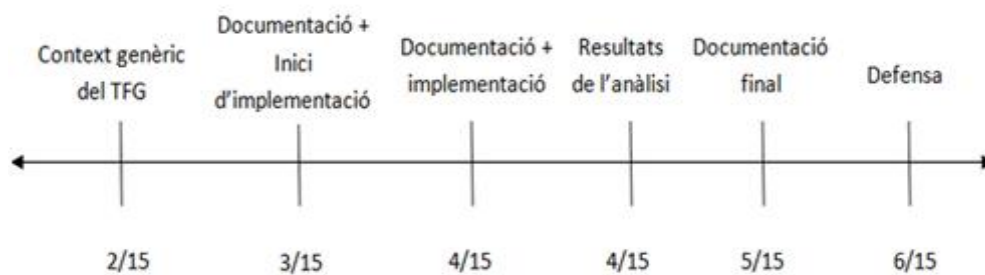 Context genèric
del TFG
Documentació +
Inici
d'implementació
Documentació +
implementació
Resultats
de l'anàlisi
Documentació
final
Defensa
2/15
3/15
4/15
4/15
5/15
6/15